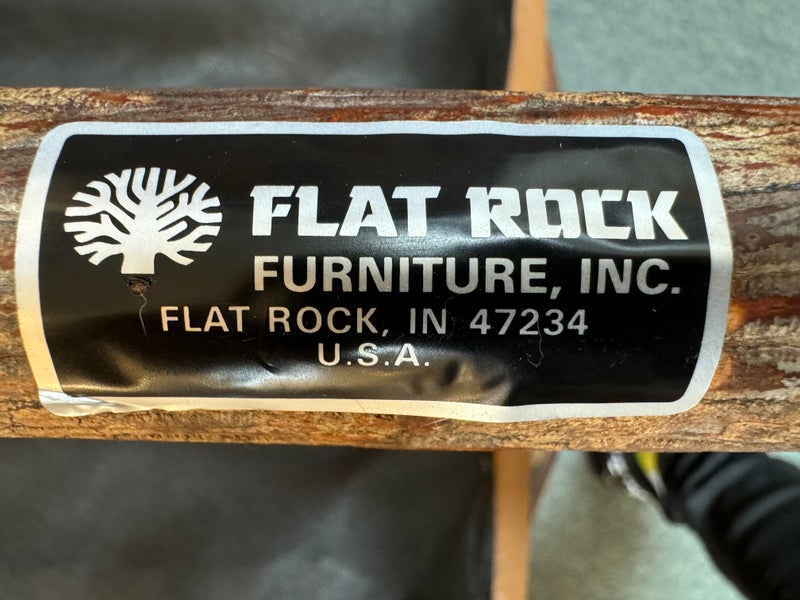 FLAT ROCK
FURNITURE, INC.
FLAT ROCK, IN 47234
U.S.A.